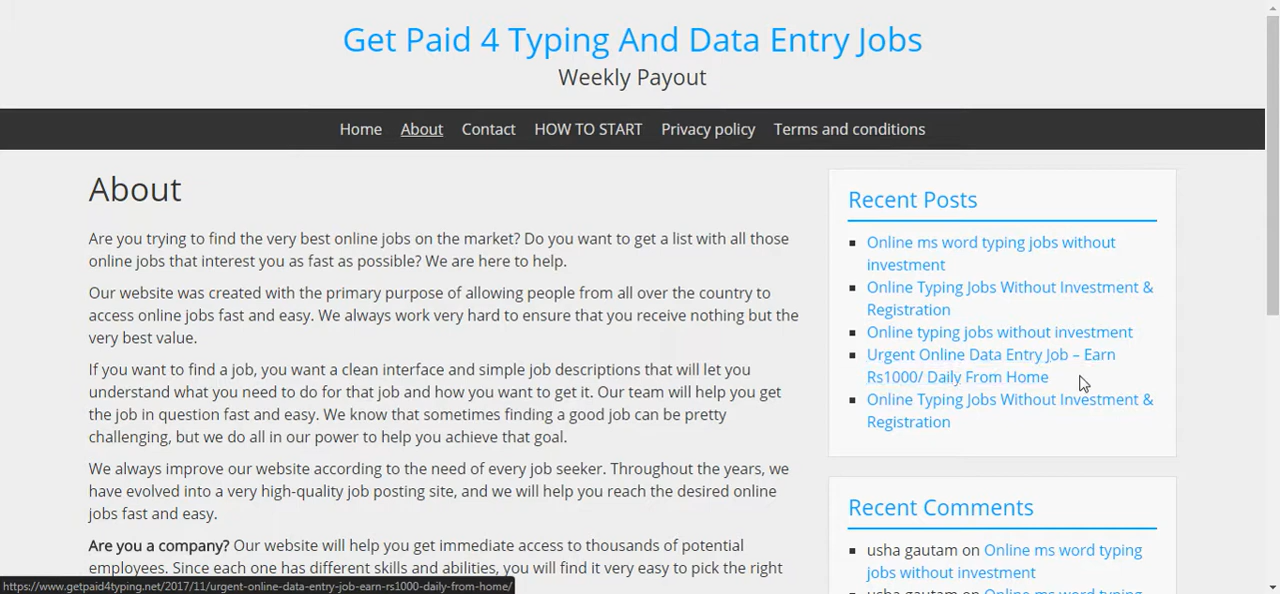 Get Paid 4 Typing And Data Entry Jobs
Weekly Payout
Home About Contact HOW TO START Privacy policy Terms and conditions
About
Are you trying to find the very best online jobs on the market? Do you want to get a list with all those
online jobs that interest you as fast as possible? We are here to help.
Our website was created with the primary purpose of allowing people from all over the country to
access online jobs fast and easy. We always work very hard to ensure that you receive nothing but the
very best value.
If you want to find a job, you want a clean interface and simple job descriptions that will let you
understand what you need to do for that job and how you want to get it. Our team will help you get
the job in question fast and easy. We know that sometimes finding a good job can be pretty
challenging, but we do all in our power to help you achieve that goal.
We always improve our website according to the need of every job seeker. Throughout the years, we
have evolved into a very high-quality job posting site, and we will help you reach the desired online
jobs fast and easy.
Are you a company? Our website will help you get immediate access to thousands of potential
employees. Since each one has different skills and abilities, you will find it very easy to pick the right
Recent Posts
Online ms word typing jobs without
investment
Online Typing Jobs Without Investment &
Registration
Online typing jobs without investment
Urgent Online Data Entry Job – Earn
Rs1000/ Daily From Home
Online Typing Jobs Without Investment &
Registration
Recent Comments
usha gautam on Online ms word typing
jobs without investment
usha gautam on Online ms word typing
https://www.getpaid4typing.net/2017/11/urgent-online-data-entry-job-earn-rs1000-daily-from-home/